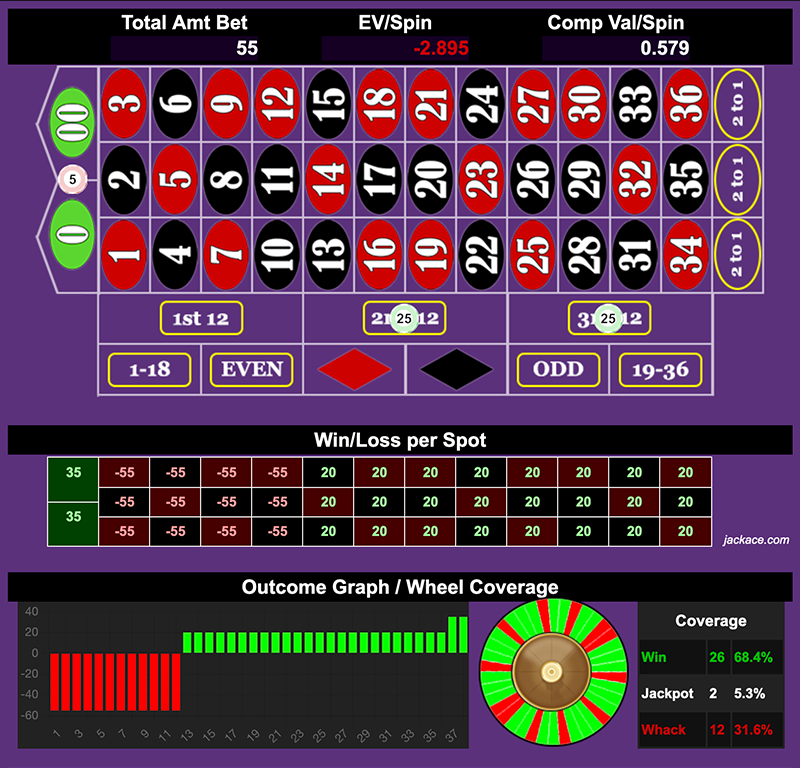 Total Amt Bet EV/Spin Comp Val/Spin
55 -2.895 0.579
00 3 6 9 12 15 18 21 24 27 30 33 36 2 to 1
5 2 5 8 11 14 17 20 23 26 29 32 35 2 to 1
0 1 4 7 10 13 16 19 22 25 28 31 34 2 to 1
1st 12 2n 25 12 3 25 12
1-18 EVEN ODD 19-36
Win/Loss per Spot
35 -55 -55 -55 -55 20 20 20 20 20 20 20 20
-55 -55 -55 -55 20 20 20 20 20 20 20 20
35 -55 -55 -55 -55 20 20 20 20 20 20 20 20
jackace.com
Outcome Graph / Wheel Coverage
40
20
0
-20
-40
-60
1 3 5 7 9 11 13 15 17 19 21 23 25 27 29 31 33 35 37
Coverage
Win 26 68.4%
Jackpot 2 5.3%
Whack 12 31.6%